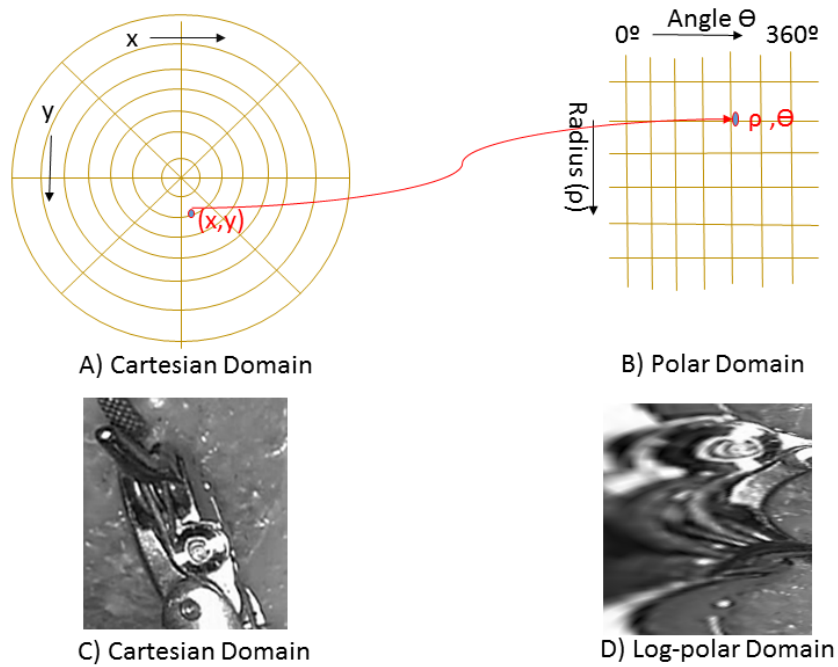 x
y
(x,y)
A) Cartesian Domain
Angle Ө
0º 360º
Radius (ρ)
ρ ,Ө
B) Polar Domain
C) Cartesian Domain
D) Log-polar Domain